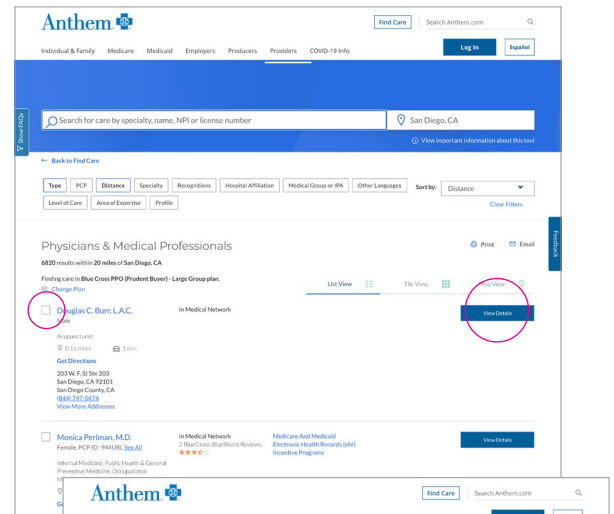 Anthem
Find Care
Search Anthem.com
Individual & Family Medicare Medicaid Employers Producers Providers COVID-19 Info
Log In
Español
Show FAQs
Search for care by specialty, name, NPI or license number
San Diego, CA
View important information about this tool
← Back to Find Care
Type PCP Distance Specialty Recognitions Hospital Affiliation Medical Group or IPA Other Languages Sort by: Distance
Level of Care Area of Expertise Profile
Clear Filters
Feedback
Physicians & Medical Professionals
Print Email
6820 results within 20 miles of San Diego, CA
Finding care in Blue Cross PPO (Prudent Buyer) - Large Group plan.
Change Plan
List View Tile View Map View
Douglas C. Burr, L.A.C. In Medical Network View Details
Male
Acupuncturist
0.16 miles 1 min
Get Directions
203 W. F. St Ste 203
San Diego, CA 92101
San Diego County, CA
(844) 747-0474
View More Addresses
Monica Perlman, M.D. In Medical Network Medicare And Medicaid View Details
Female, PCP ID: 944URL See All 2 BlueCross BlueShield Reviews Electronic Health Records (ehr)
Incentive Programs
Internal Medicine, Public Health & General
Preventive Medicine, Occupational
Anthem
Find Care
Search Anthem.com